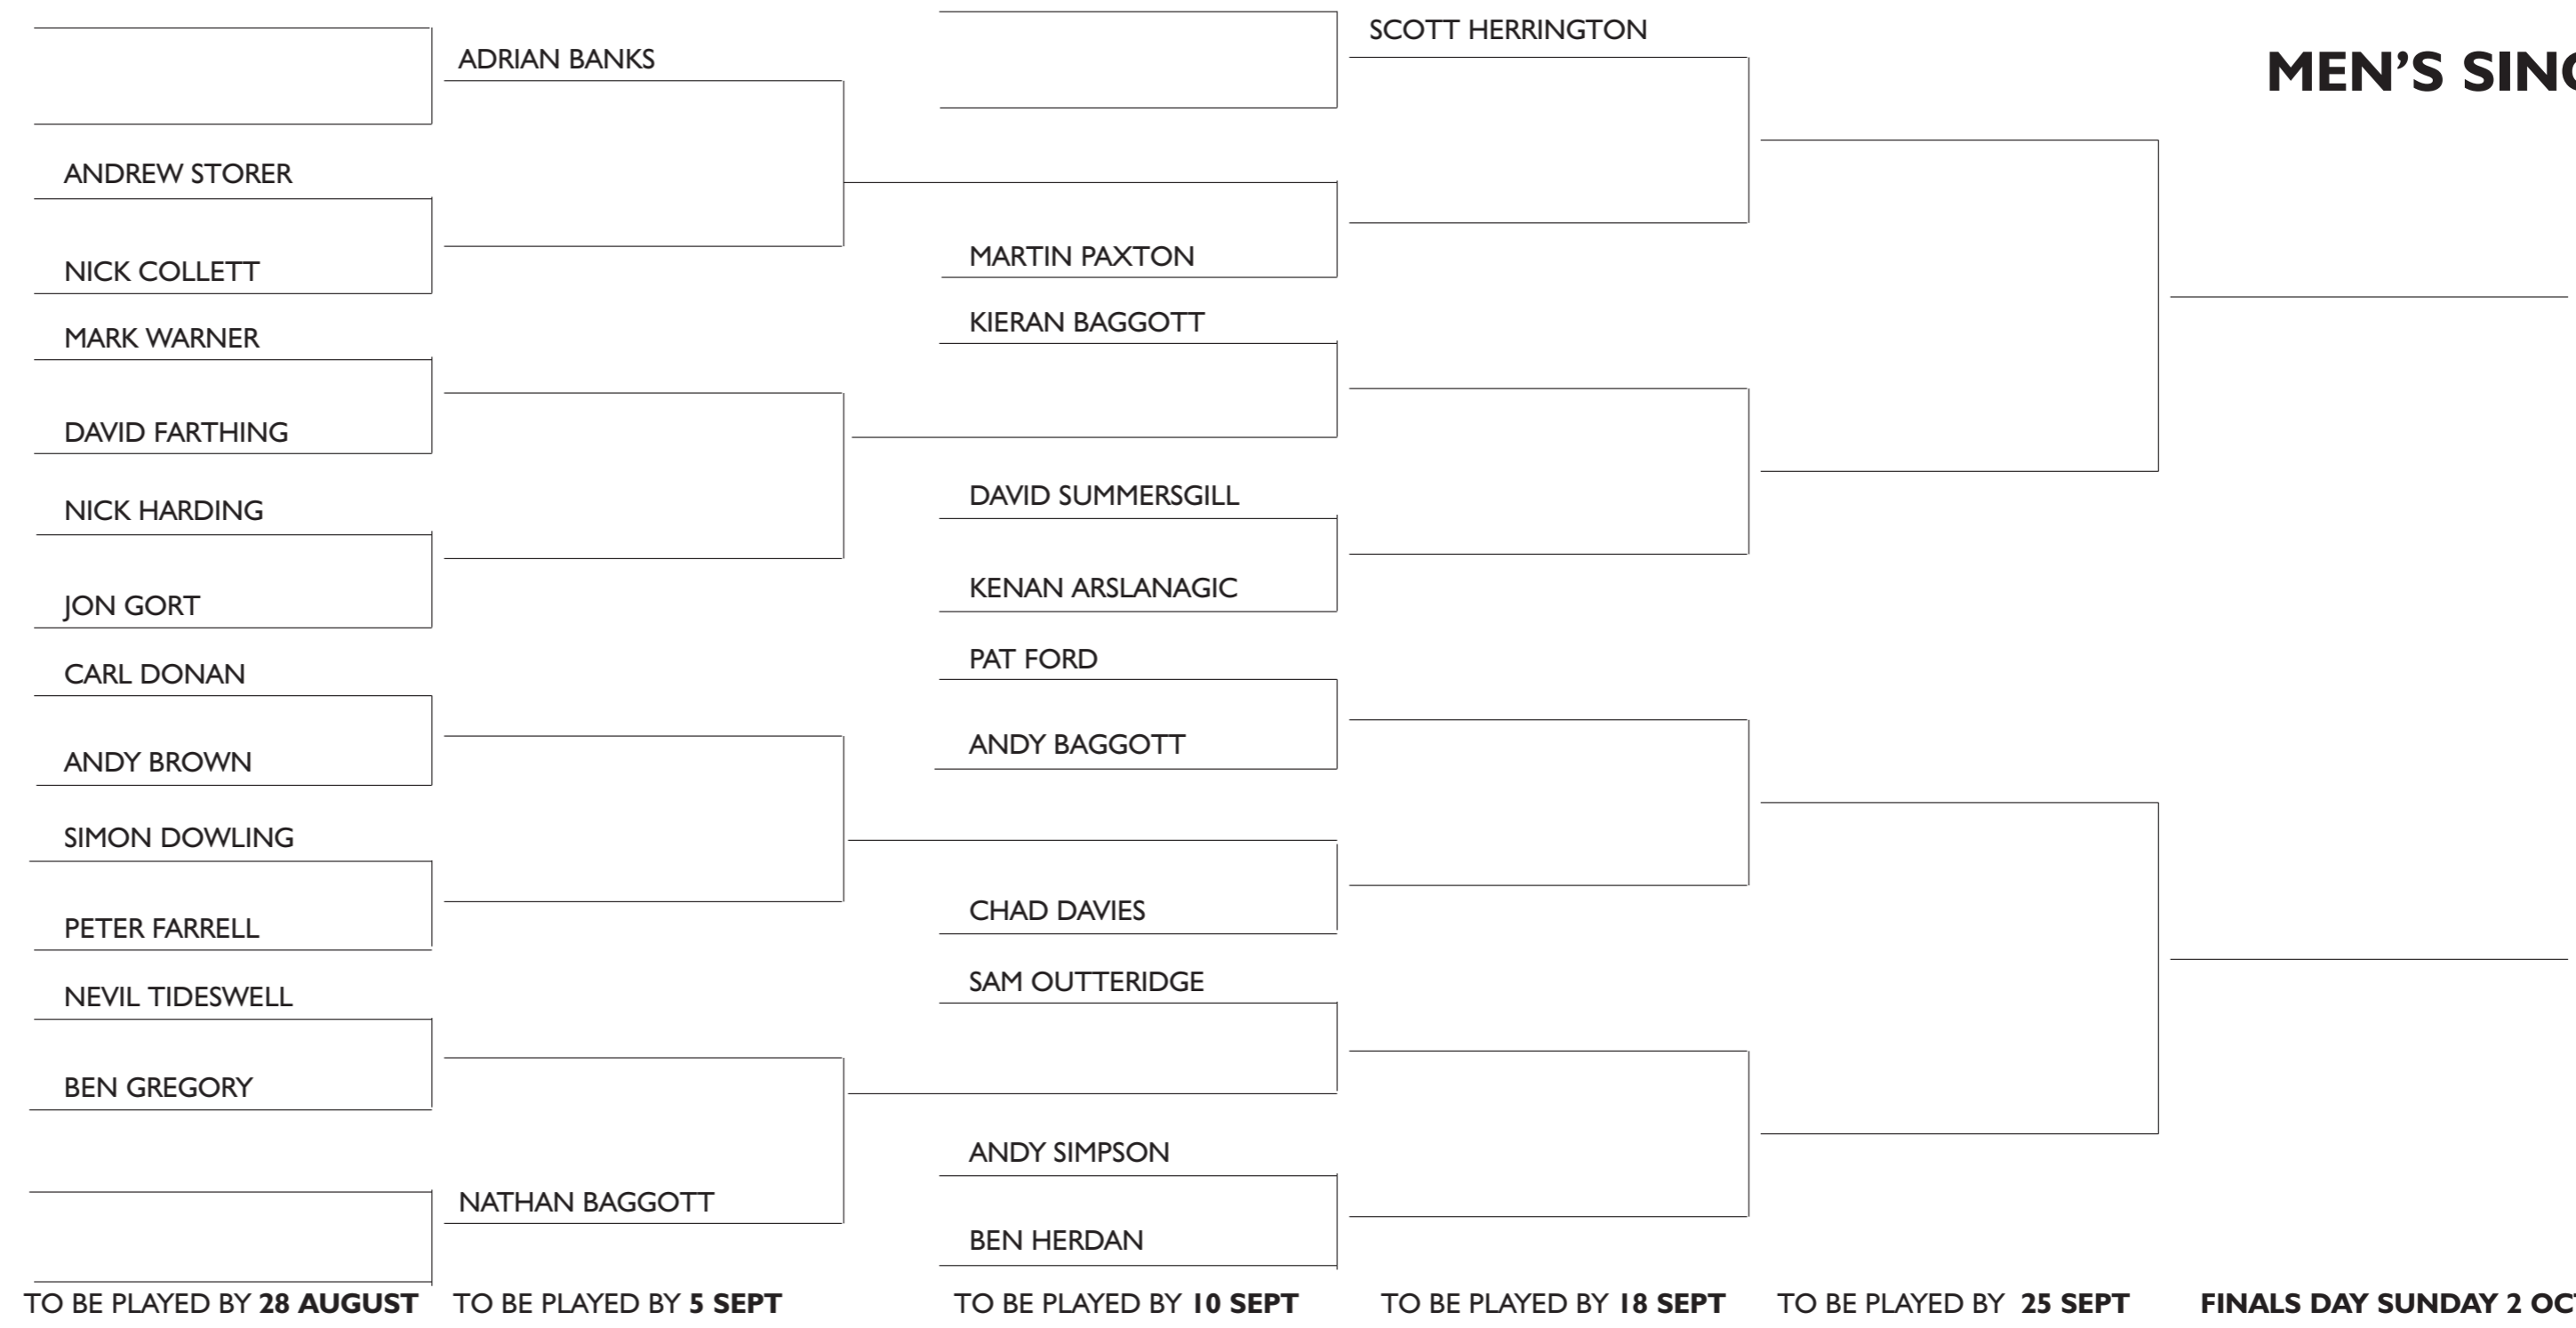 MEN'S SING
ADRIAN BANKS
ANDREW STORER
NICK COLLETT
MARK WARNER
DAVID FARTHING
NICK HARDING
JON GORT
CARL DONAN
ANDY BROWN
SIMON DOWLING
PETER FARRELL
NEVIL TIDESWELL
BEN GREGORY
NATHAN BAGGOTT
SCOTT HERRINGTON
MARTIN PAXTON
KIERAN BAGGOTT
DAVID SUMMERSGILL
KENAN ARSLANAGIC
PAT FORD
ANDY BAGGOTT
CHAD DAVIES
SAM OUTTERIDGE
ANDY SIMPSON
BEN HERDAN
TO BE PLAYED BY 28 AUGUST
TO BE PLAYED BY 5 SEPT
TO BE PLAYED BY 10 SEPT
TO BE PLAYED BY 18 SEPT
TO BE PLAYED BY 25 SEPT
FINALS DAY SUNDAY 2 OCT